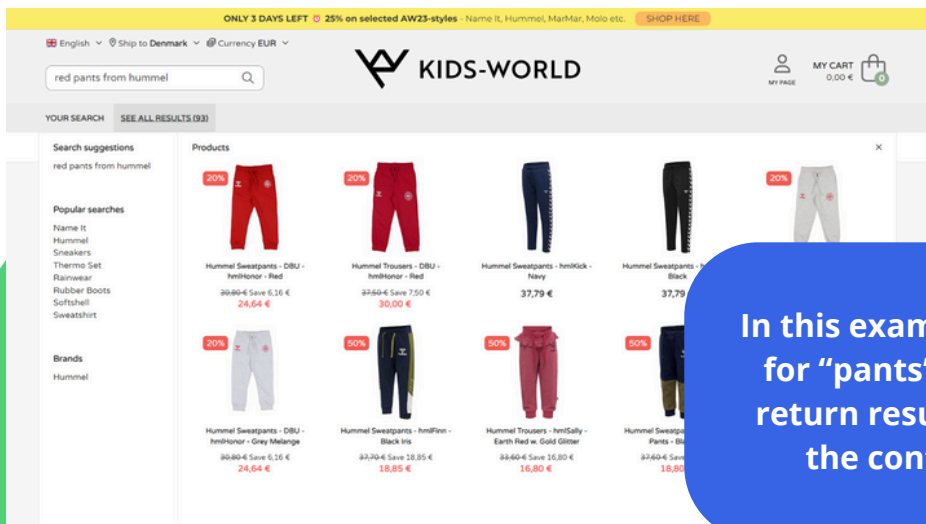 ONLY 3 DAYS LEFT 25% on selected AW23-styles - Name It, Hummel, MarMar, Molo etc. SHOP HERE
English Ship to Denmark Currency EUR
red pants from hummel
KIDS-WORLD
MY PAGE
MY CART
0,00 €
0
YOUR SEARCH SEE ALL RESULTS (93)
Search suggestions
red pants from hummel
Popular searches
Name It
Hummel
Sneakers
Thermo Set
Rainwear
Rubber Boots
Softshell
Sweatshirt
Brands
Hummel
Products
20% 20% 20%
Hummel Sweatpants - DBU -
hmlHonor - Red
30,80 € Save 6,16 €
24,64 €
Hummel Trousers - DBU -
hmlHonor - Red
37,50 € Save 7,50 €
30,00 €
Hummel Sweatpants - hmlKick -
Navy
37,79 €
Hummel Sweatpants -
Black
37,79
20% 50% 50% 50%
Hummel Sweatpants - DBU -
hmlHonor - Grey Melange
30,80 € Save 6,16 €
24,64 €
Hummel Sweatpants - hmlFinn -
Black Iris
37,70 € Save 18,85 €
18,85 €
Hummel Trousers - hmlSally -
Earth Red w. Gold Glitter
33,60 € Save 16,80 €
16,80 €
Hummel Sweatpa
Pants - Bl
37,60 € Save
18,80
In this exam
for “pants”
return resu
the con